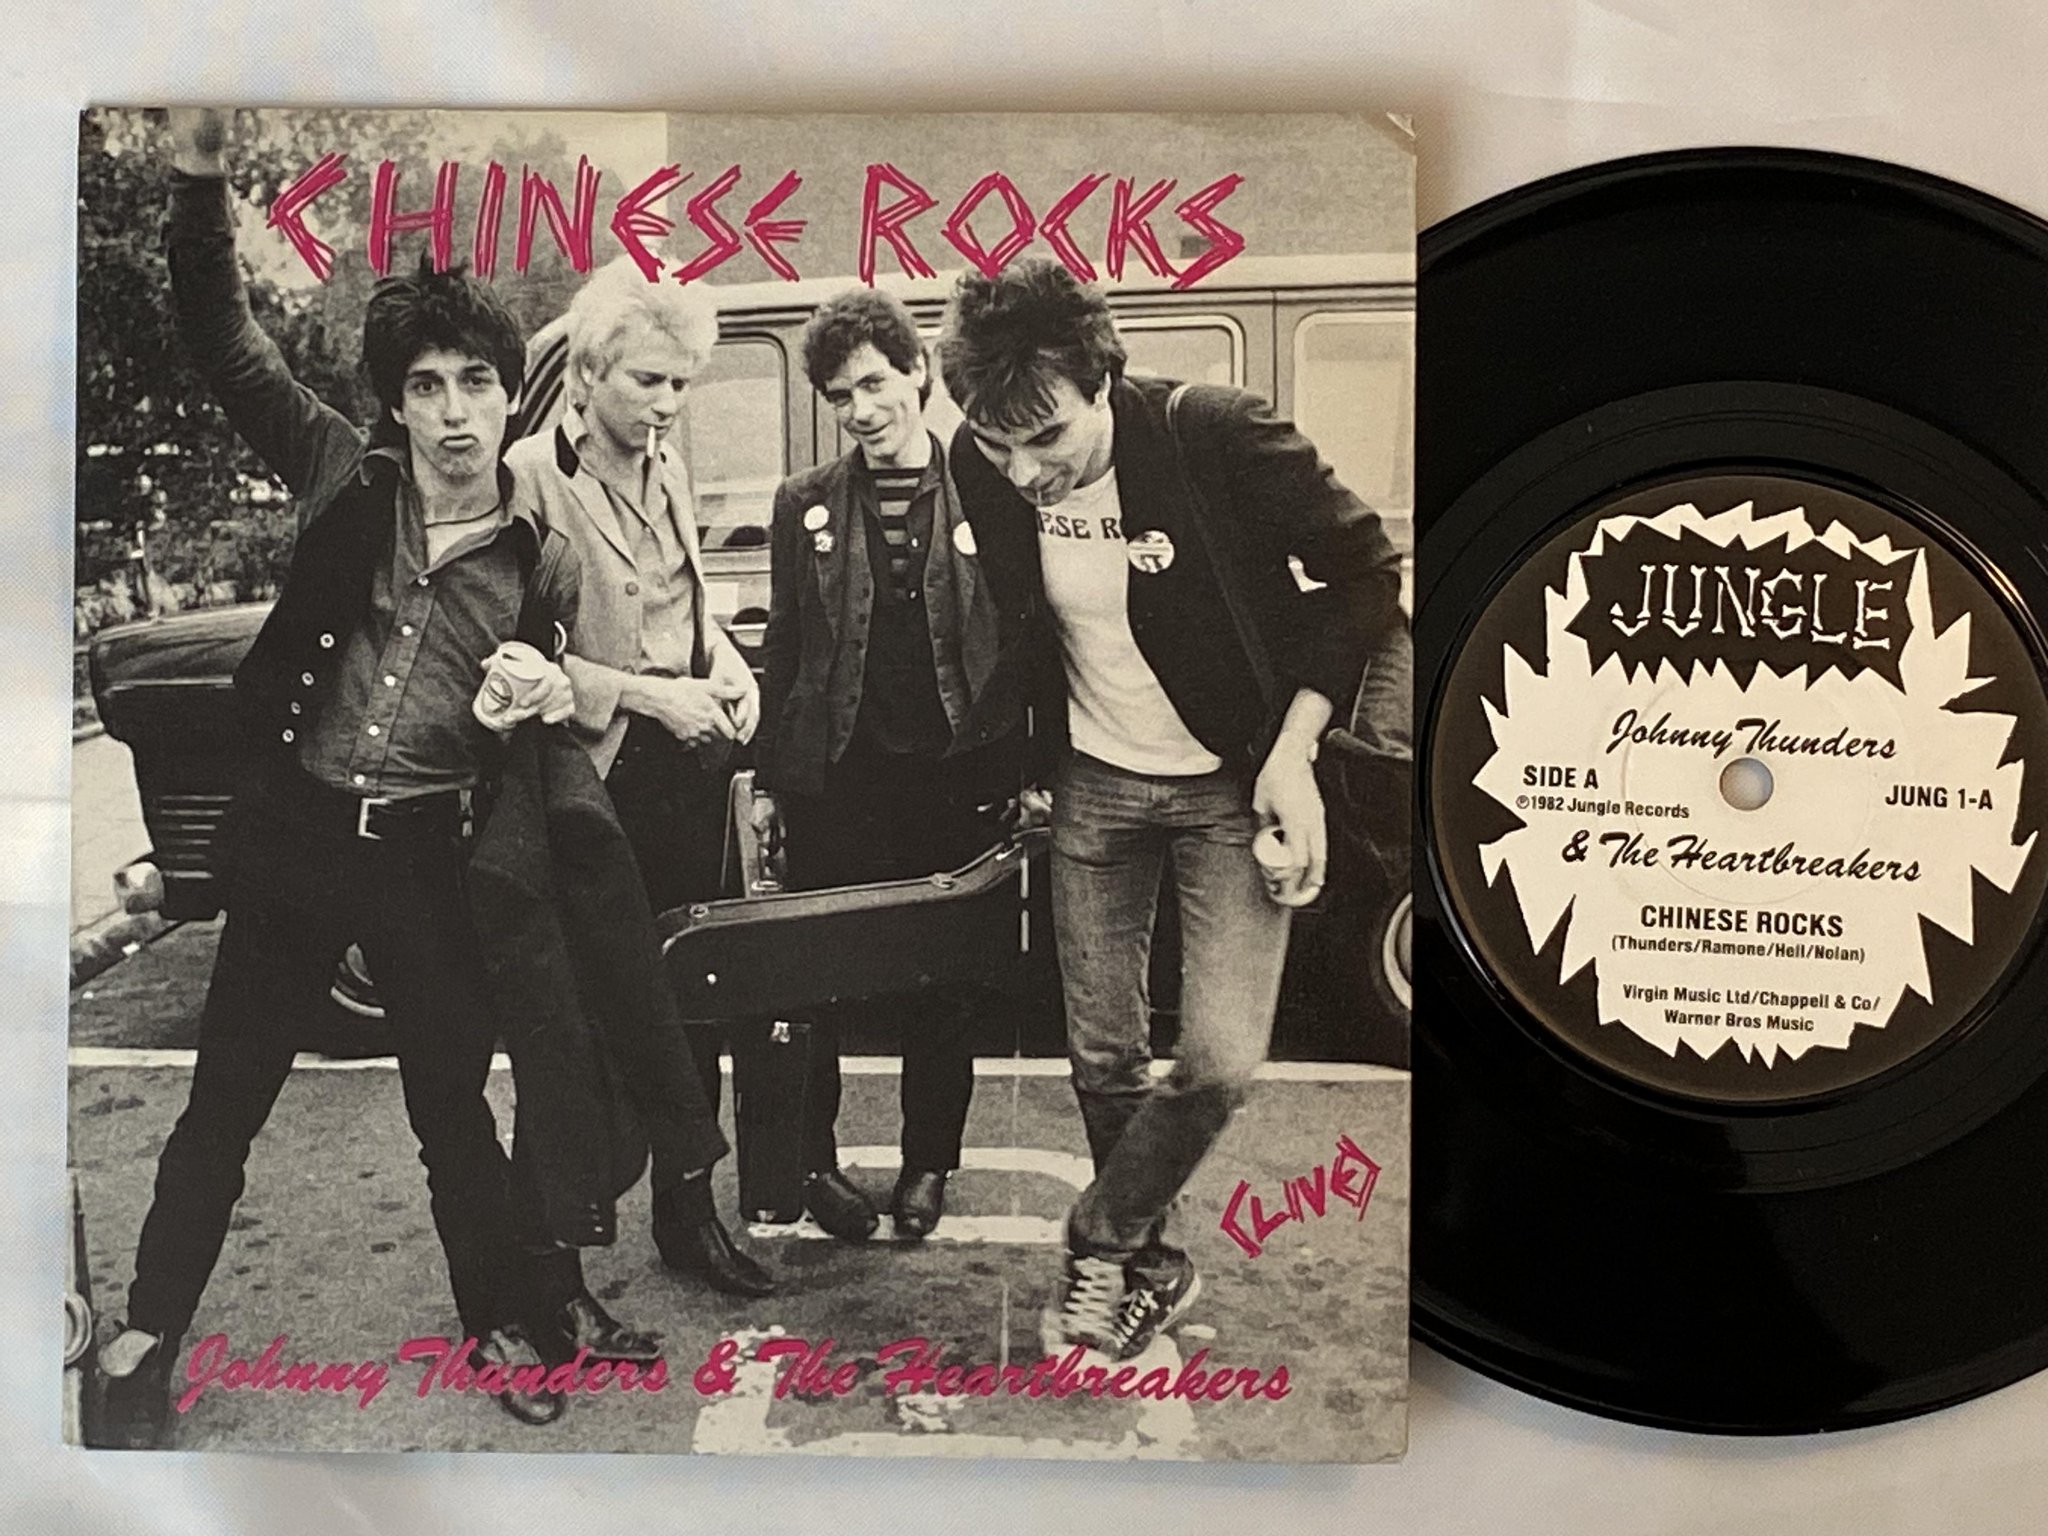 CHINESE ROCKS
ESE R
(LIVE)
Johnny Thunders & The Heartbreakers
JUNGLE
Johnny Thunders
SIDE A
JUNG 1-A
℗1982 Jungle Records
& The Heartbreakers
CHINESE ROCKS
(Thunders/Ramone/Hell/Nolan)
Virgin Music Ltd/Chappell & Co/
Warner Bros Music